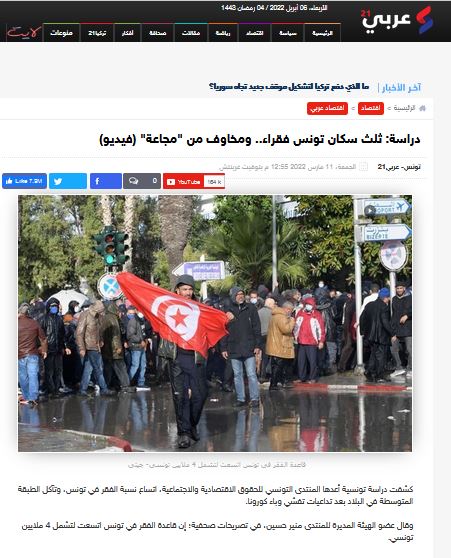 الأربعاء، 06 أبريل 2022 / 04 رمضان 1443
عربي 21
الرئيسية
سياسة
اقتصاد
رياضة
مقالات
صحافة
أفكار
تركيا21
منوعات
لايت
آخر الأخبار
ما الذي دفع تركيا لتشكيل موقف جديد تجاه سوريا؟
الرئيسية > اقتصاد > اقتصاد عربي
دراسة: ثلث سكان تونس فقراء.. ومخاوف من "مجاعة" (فيديو)
تونس- عربي21
الجمعة، 11 مارس 2022 12:55 م بتوقيت غرينتش
Like 7.3M
0
YouTube
AEROPORT
بنزرت
BIZERTE
قاعدة الفقر في تونس اتسعت لتشمل 4 ملايين تونسي- جيتي
كشفت دراسة تونسية أعدها المنتدى التونسي للحقوق الاقتصادية والاجتماعية، اتساع نسبة الفقر في تونس، وتآكل الطبقة
المتوسطة في البلاد بعد تداعيات تفشي وباء كورونا.
وقال عضو الهيئة المديرة للمنتدى منير حسين، في تصريحات صحفية؛ إن قاعدة الفقر في تونس اتسعت لتشمل 4 ملايين
تونسي.